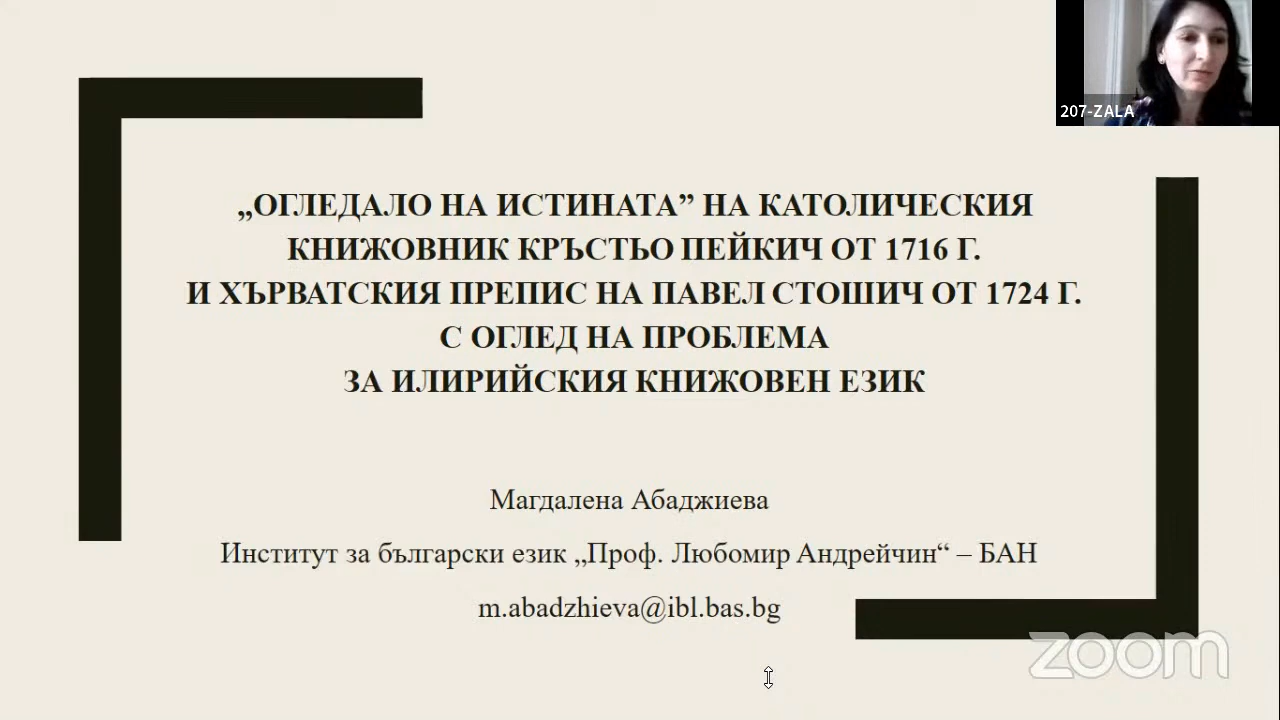 207-ZALA
„ОГЛЕДАЛО НА ИСТИНАТА” НА КАТОЛИЧЕСКИЯ
КНИЖОВНИК КРЪСТЬО ПЕЙКИЧ ОТ 1716 Г.
И ХЪРВАТСКИЯ ПРЕПИС НА ПАВЕЛ СТОШИЧ ОТ 1724 Г.
С ОГЛЕД НА ПРОБЛЕМА
ЗА ИЛИРИЙСКИЯ КНИЖОВЕН ЕЗИК
Магдалена Абаджиева
Институт за български език „Проф. Любомир Андрейчин“ – БАН
m.abadzhieva@ibl.bas.bg
zoom